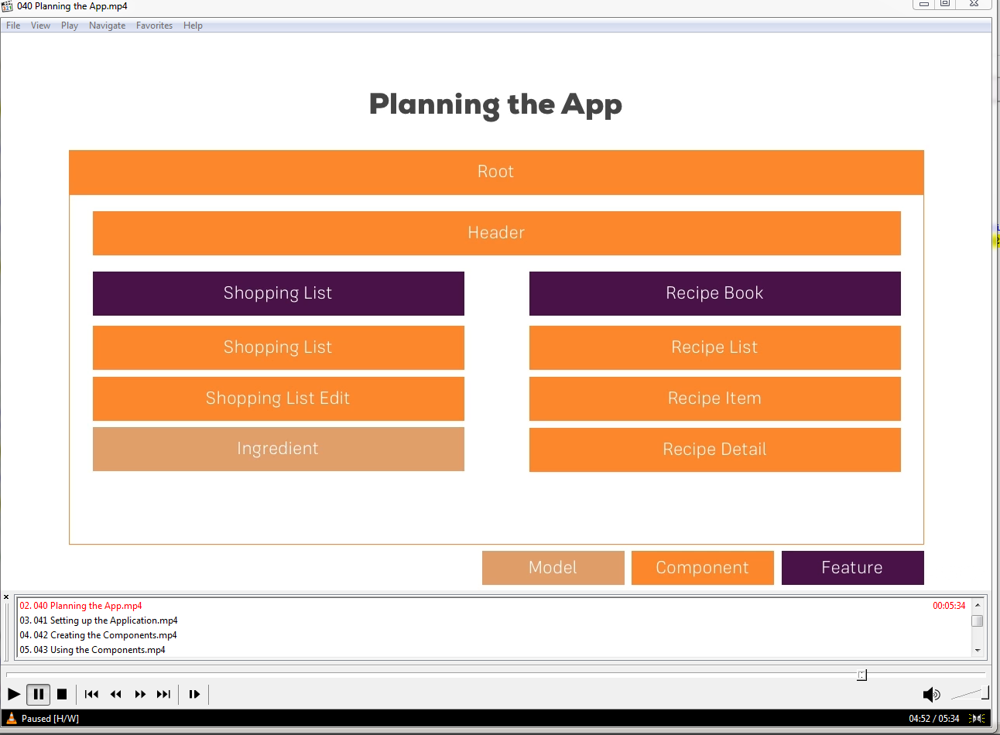 040 Planning the App.mp4
File View Play Navigate Favorites Help
Planning the App
Root
Header
Shopping List Recipe Book
Shopping List Recipe List
Shopping List Edit Recipe Item
Ingredient Recipe Detail
Model Component Feature
02. 040 Planning the App.mp4 00:05:34
03. 041 Setting up the Application.mp4
04. 042 Creating the Components.mp4
05. 043 Using the Components.mp4
Paused [H/W] 04:52 / 05:34